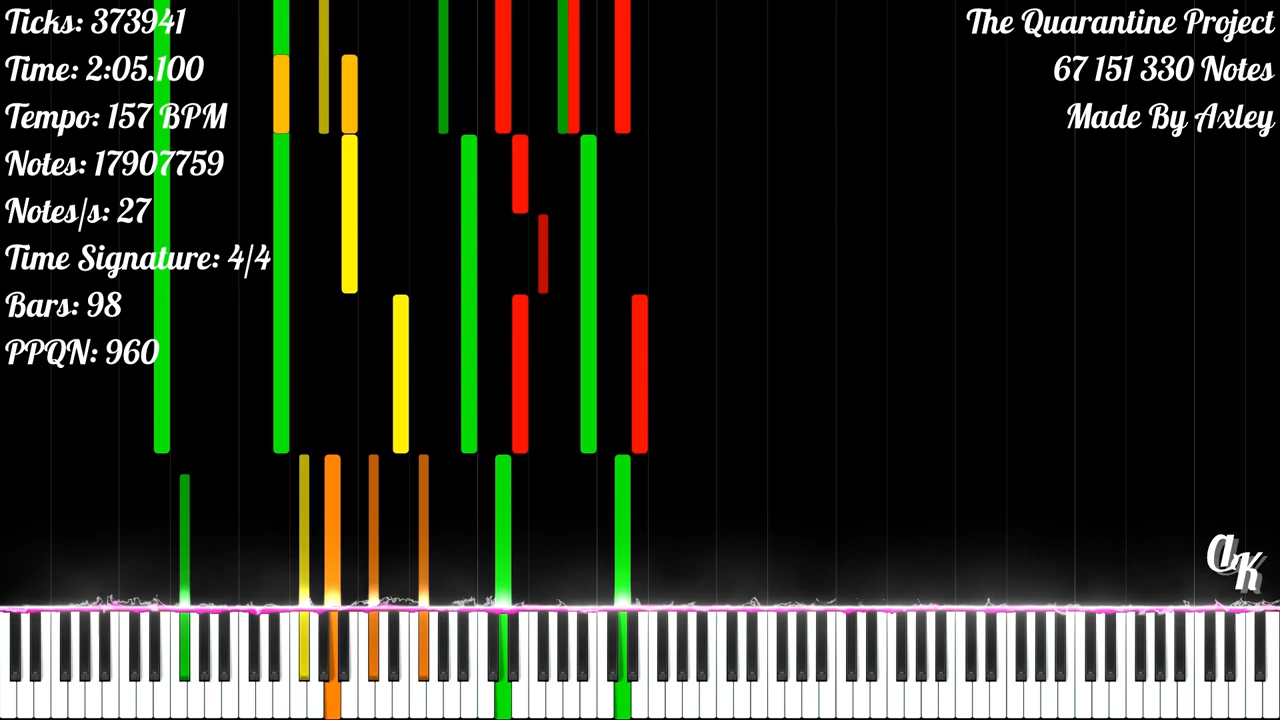 Ticks: 373941
Time: 2:05.100
Tempo: 157 BPM
Notes: 17907759
Notes/s: 27
Time Signature: 4/4
Bars: 98
PPQN: 960
The Quarantine Project
67 151 330 Notes
Made By Axley
aK